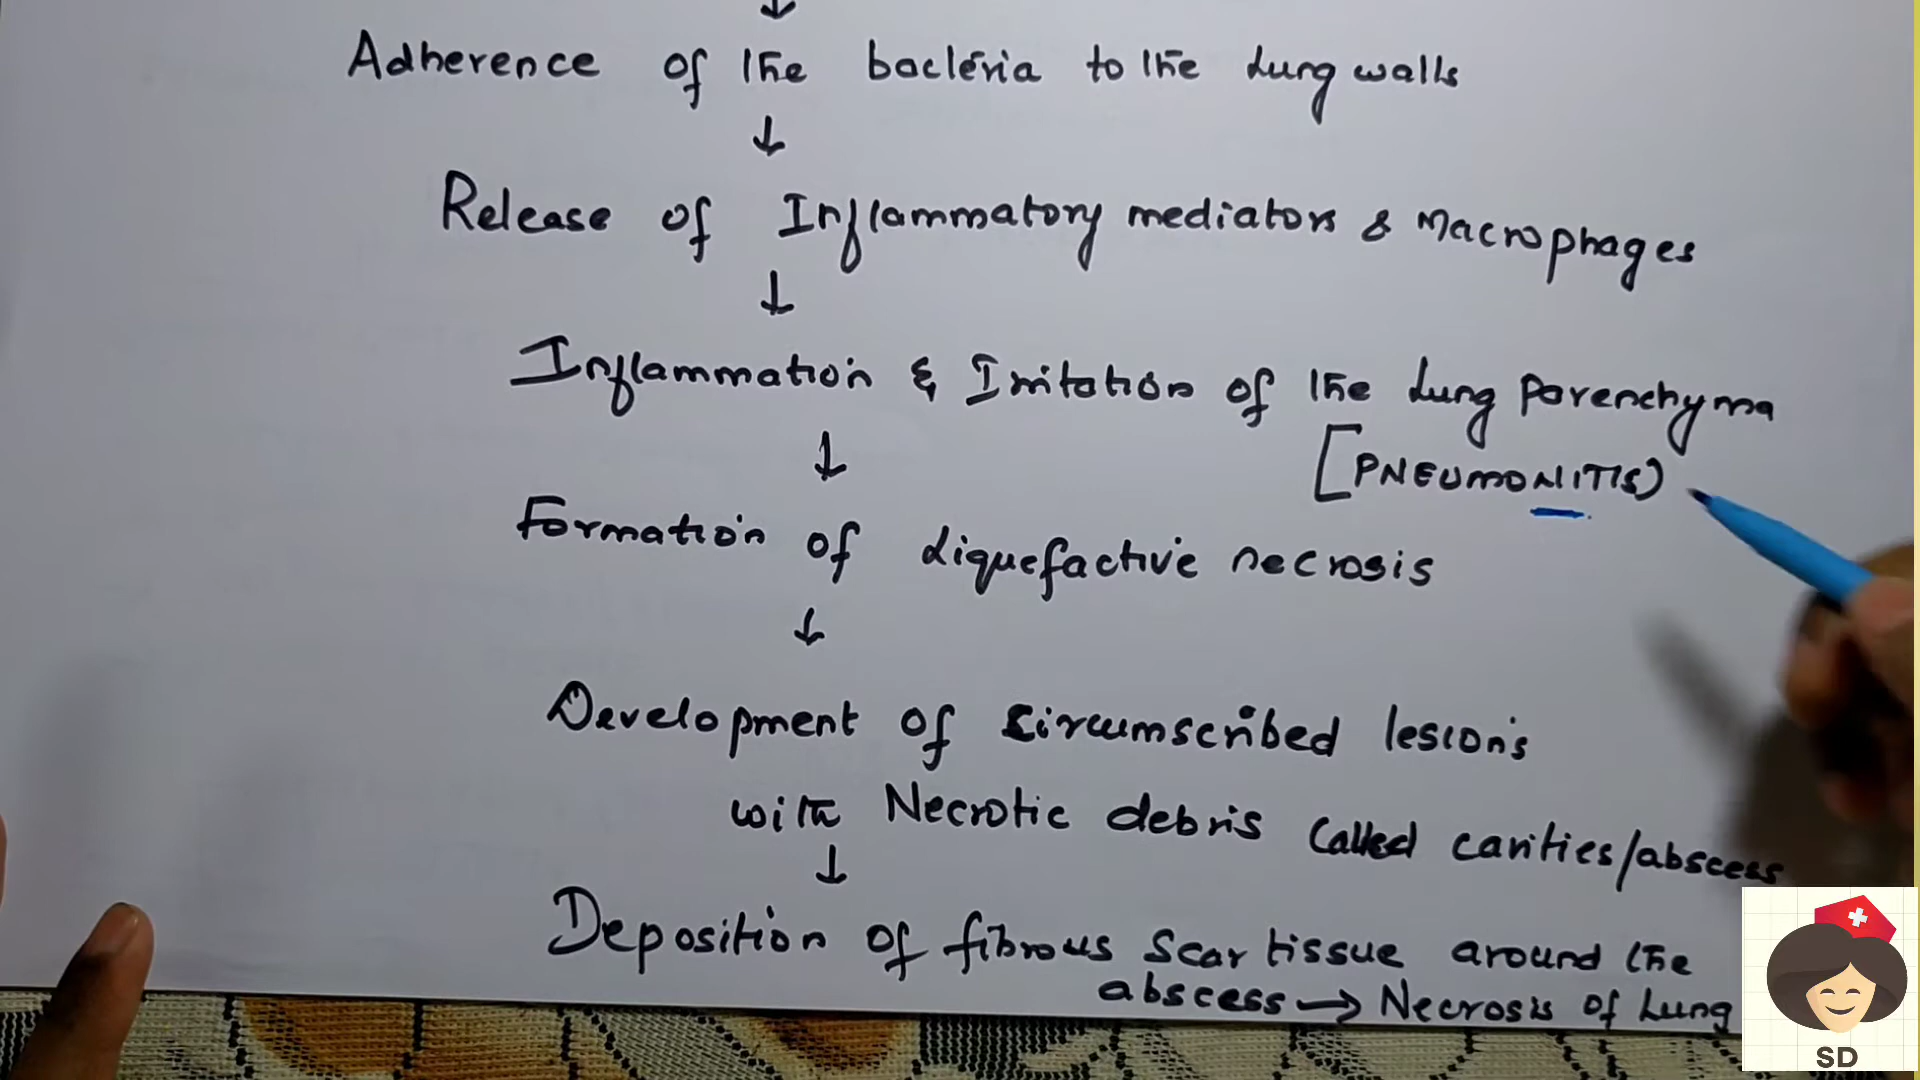 Adherence of the bacteria to the Lung walls
↓
Release of Inflammatory mediators & Macrophages
↓
Inflammation & Irritation of the Lung parenchyma
[PNEUMONITIS)
↓
Formation of Liquefactive necrosis
↓
Development of circumscribed lesions
with Necrotic debris called cavities/abscess
↓
Deposition of fibrous scar tissue around the
abscess → Necrosis of Lung
SD